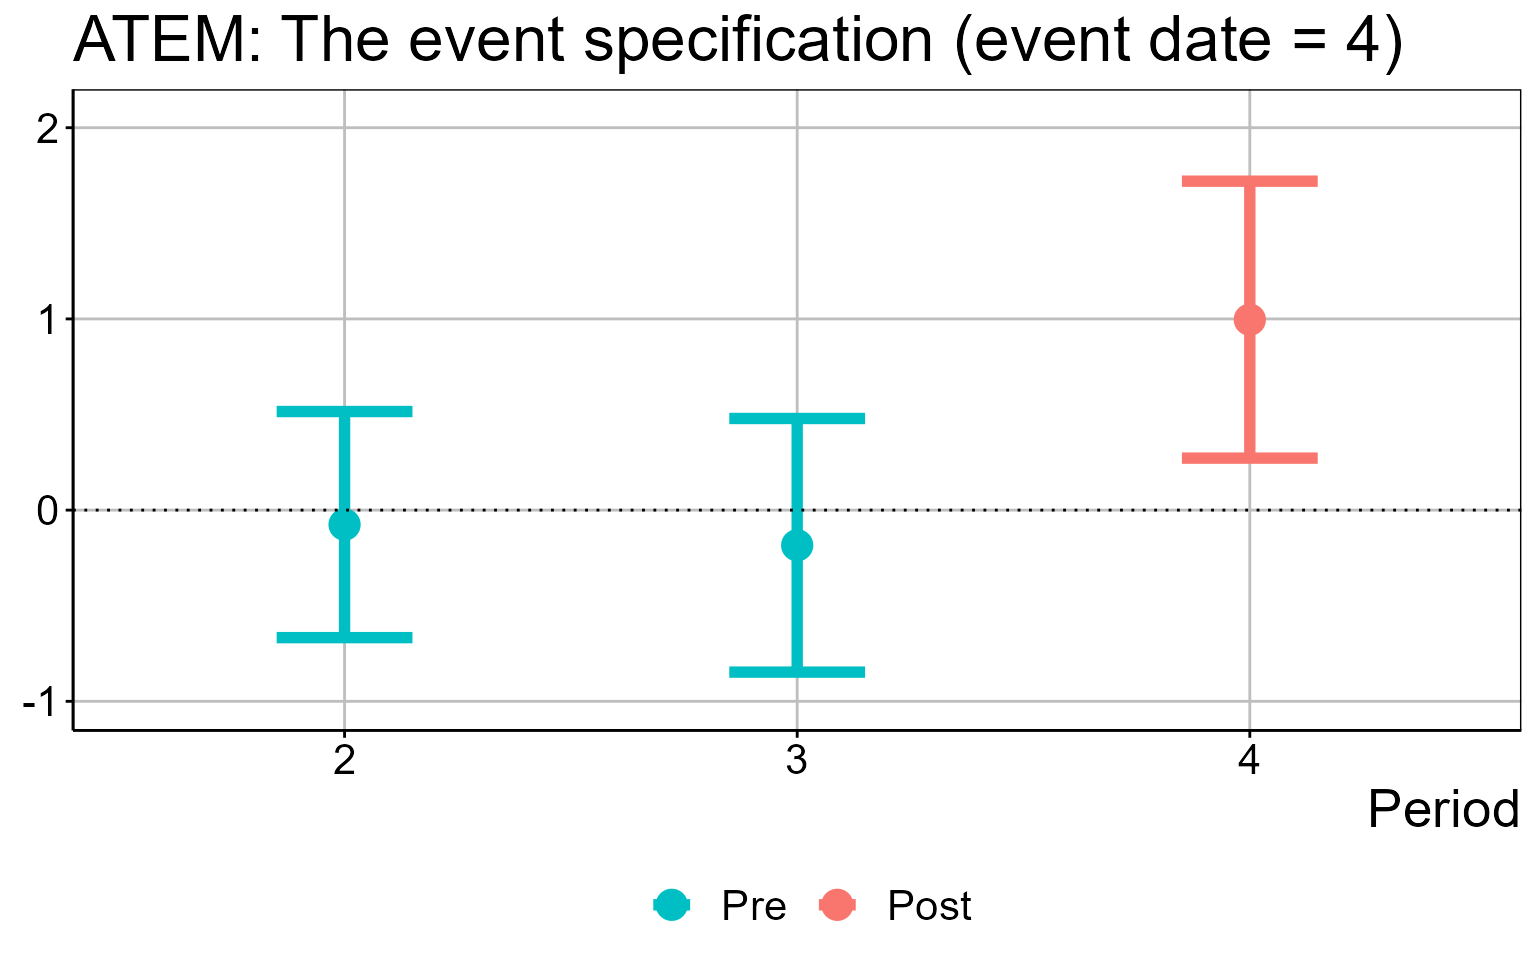 ATEM: The event specification (event date = 4)
2
1
0
-1
2 3 4
Period
Pre Post